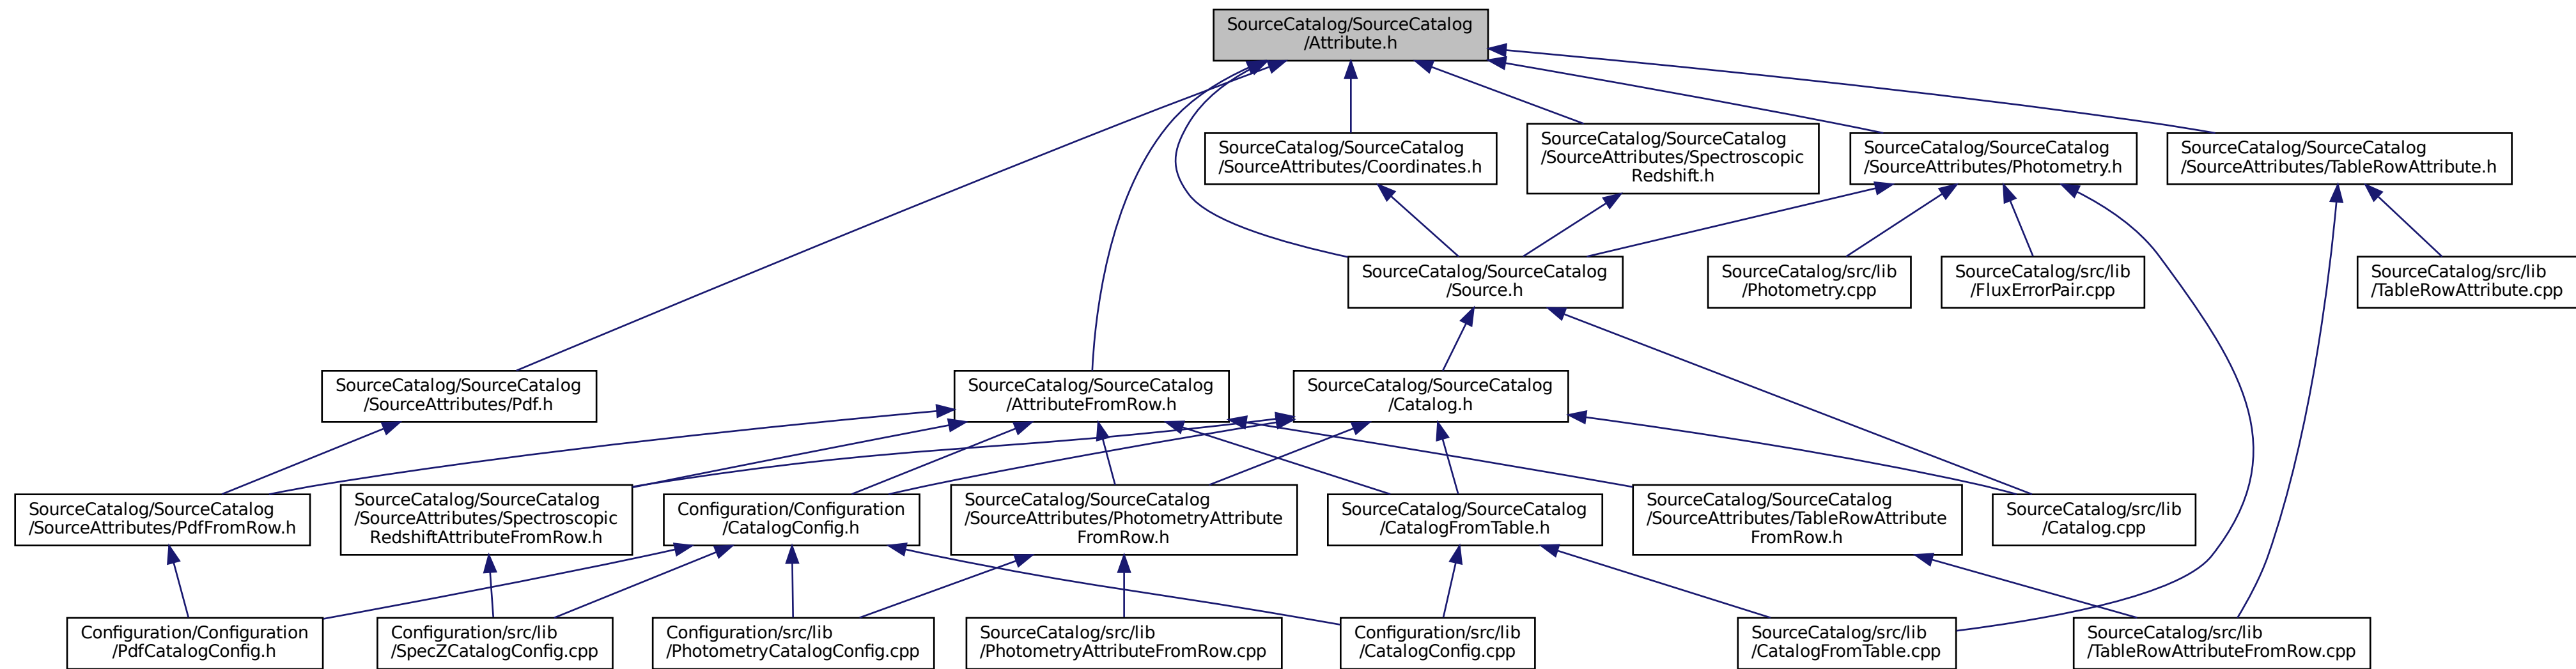 SourceCatalog/SourceCatalog
/Attribute.h
SourceCatalog/SourceCatalog
/SourceAttributes/Coordinates.h
SourceCatalog/SourceCatalog
/SourceAttributes/Spectroscopic
Redshift.h
SourceCatalog/SourceCatalog
/SourceAttributes/Photometry.h
SourceCatalog/SourceCatalog
/SourceAttributes/TableRowAttribute.h
SourceCatalog/SourceCatalog
/Source.h
SourceCatalog/src/lib
/Photometry.cpp
SourceCatalog/src/lib
/FluxErrorPair.cpp
SourceCatalog/src/lib
/TableRowAttribute.cpp
SourceCatalog/SourceCatalog
/SourceAttributes/Pdf.h
SourceCatalog/SourceCatalog
/AttributeFromRow.h
SourceCatalog/SourceCatalog
/Catalog.h
SourceCatalog/SourceCatalog
/SourceAttributes/PdfFromRow.h
SourceCatalog/SourceCatalog
/SourceAttributes/Spectroscopic
RedshiftAttributeFromRow.h
Configuration/Configuration
/CatalogConfig.h
SourceCatalog/SourceCatalog
/SourceAttributes/PhotometryAttribute
FromRow.h
SourceCatalog/SourceCatalog
/CatalogFromTable.h
SourceCatalog/SourceCatalog
/SourceAttributes/TableRowAttribute
FromRow.h
SourceCatalog/src/lib
/Catalog.cpp
Configuration/Configuration
/PdfCatalogConfig.h
Configuration/src/lib
/SpecZCatalogConfig.cpp
Configuration/src/lib
/PhotometryCatalogConfig.cpp
SourceCatalog/src/lib
/PhotometryAttributeFromRow.cpp
Configuration/src/lib
/CatalogConfig.cpp
SourceCatalog/src/lib
/CatalogFromTable.cpp
SourceCatalog/src/lib
/TableRowAttributeFromRow.cpp